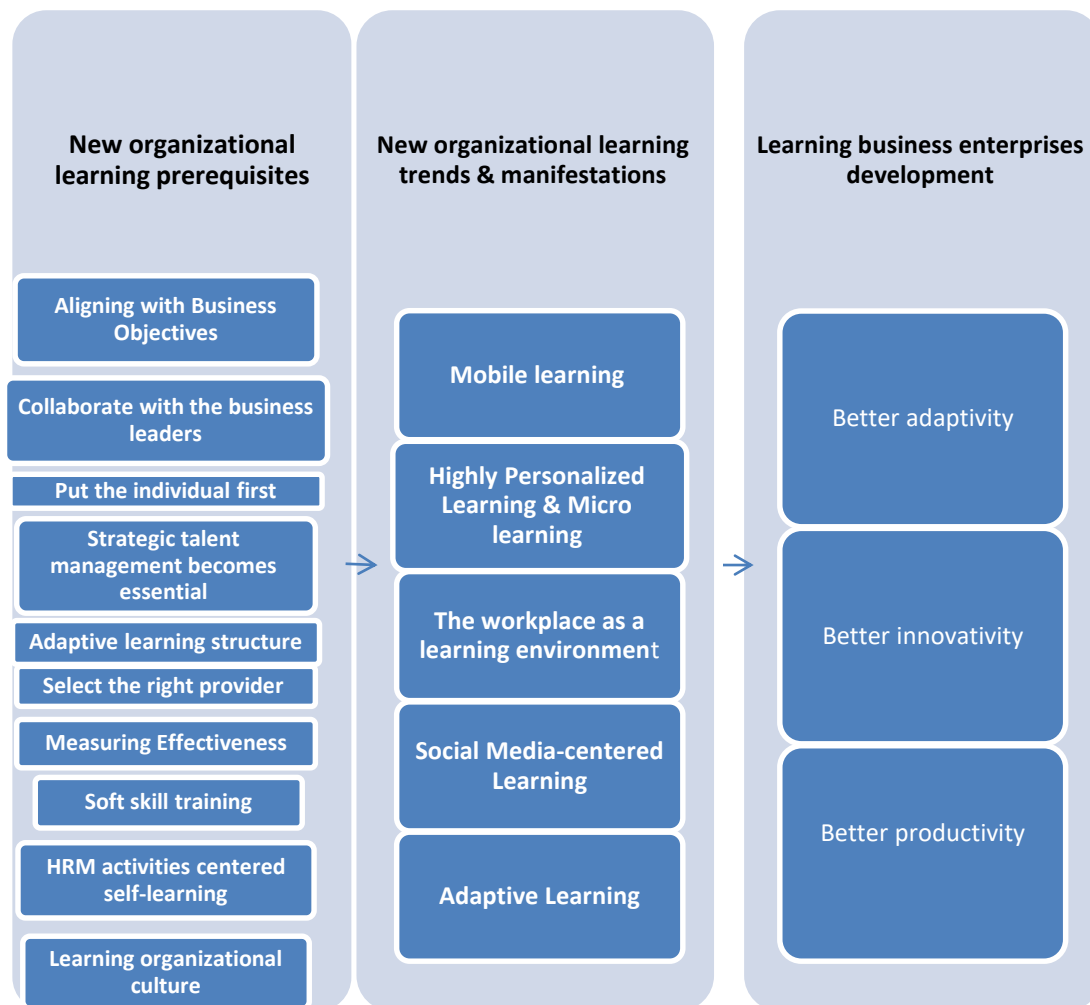 New organizational
learning prerequisites
Aligning with Business
Objectives
Collaborate with the business
leaders
Put the individual first
Strategic talent
management becomes
essential
Adaptive learning structure
Select the right provider
Measuring Effectiveness
Soft skill training
HRM activities centered
self-learning
Learning organizational
culture
New organizational learning
trends & manifestations
Mobile learning
Highly Personalized
Learning & Micro
learning
The workplace as a
learning environment
Social Media-centered
Learning
Adaptive Learning
Learning business enterprises
development
Better adaptivity
Better innovativity
Better productivity